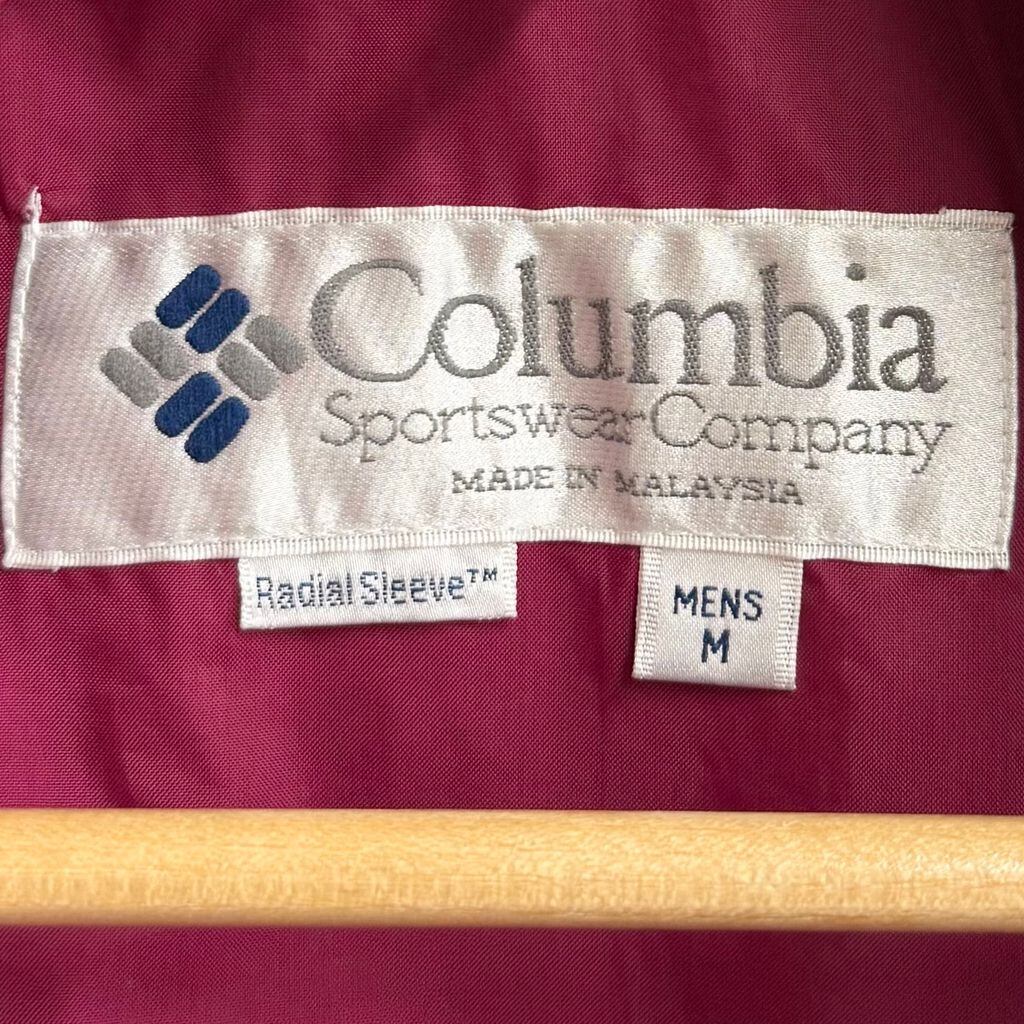 Columbia
Sportswear Company
MADE IN MALAYSIA
Radial Sleeve™
MENS
M